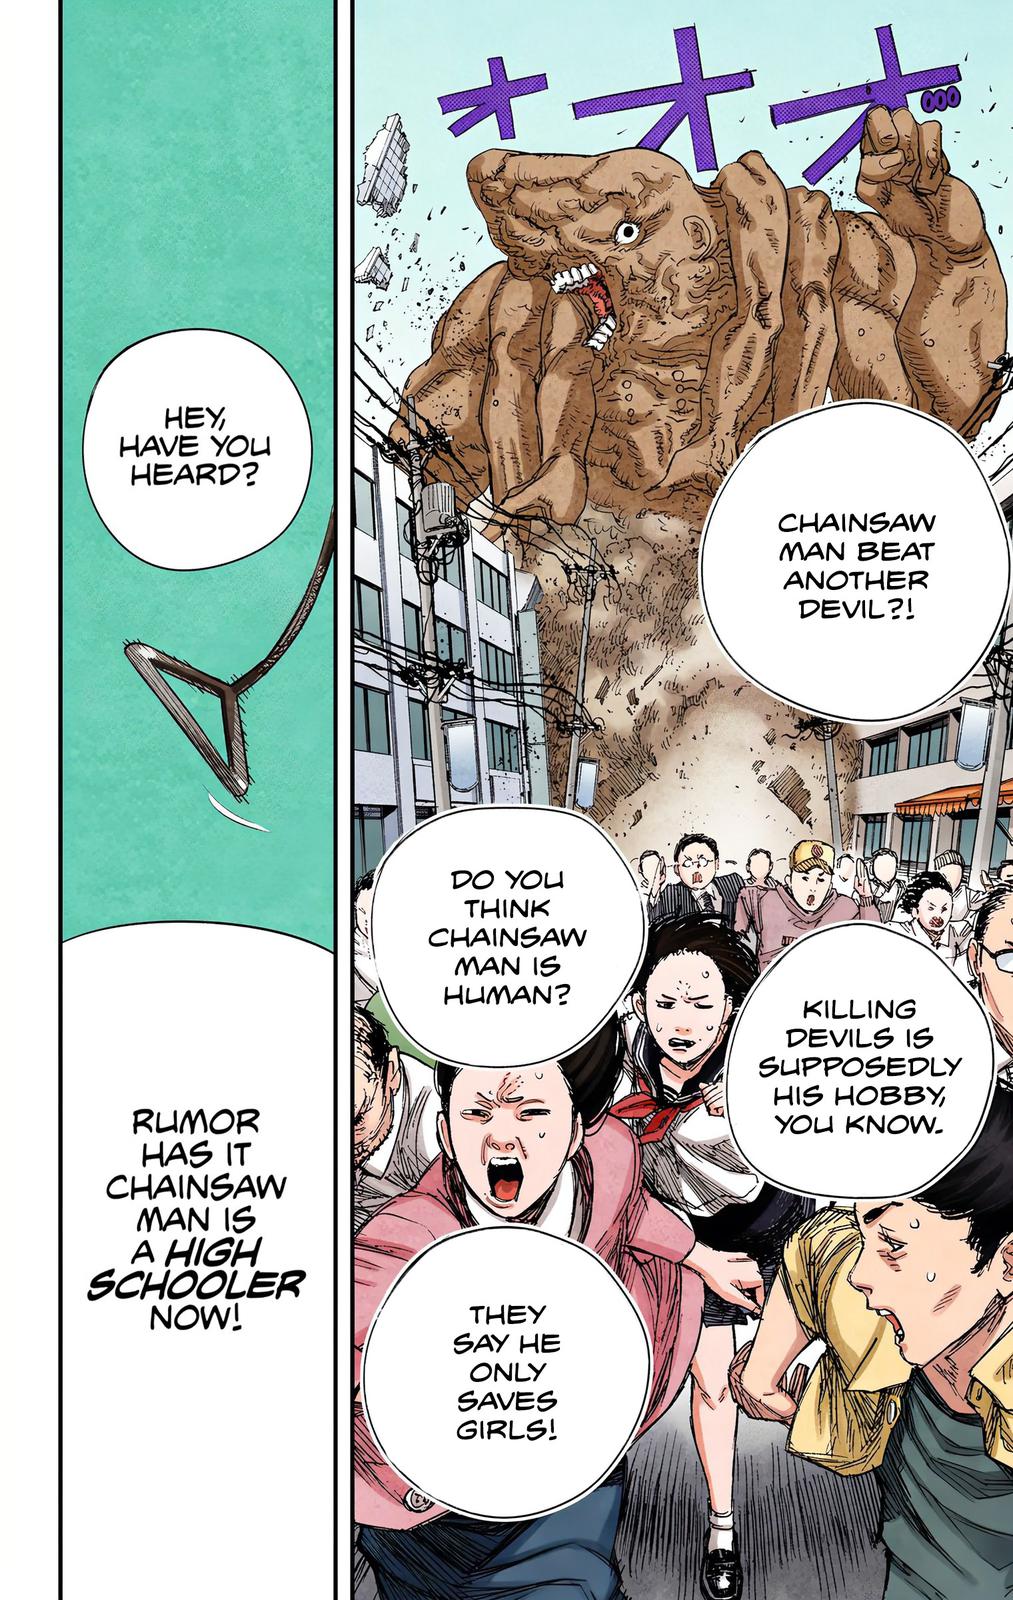 オオオ
CHAINSAW
MAN BEAT
ANOTHER
DEVIL?!
KILLING
DEVILS IS
SUPPOSEDLY
HIS HOBBY,
YOU KNOW.
DO YOU
THINK
CHAINSAW
MAN IS
HUMAN?
THEY
SAY HE
ONLY
SAVES
GIRLS!
HEY,
HAVE YOU
HEARD?
RUMOR
HAS IT
CHAINSAW
MAN IS
A HIGH
SCHOOLER
NOW!